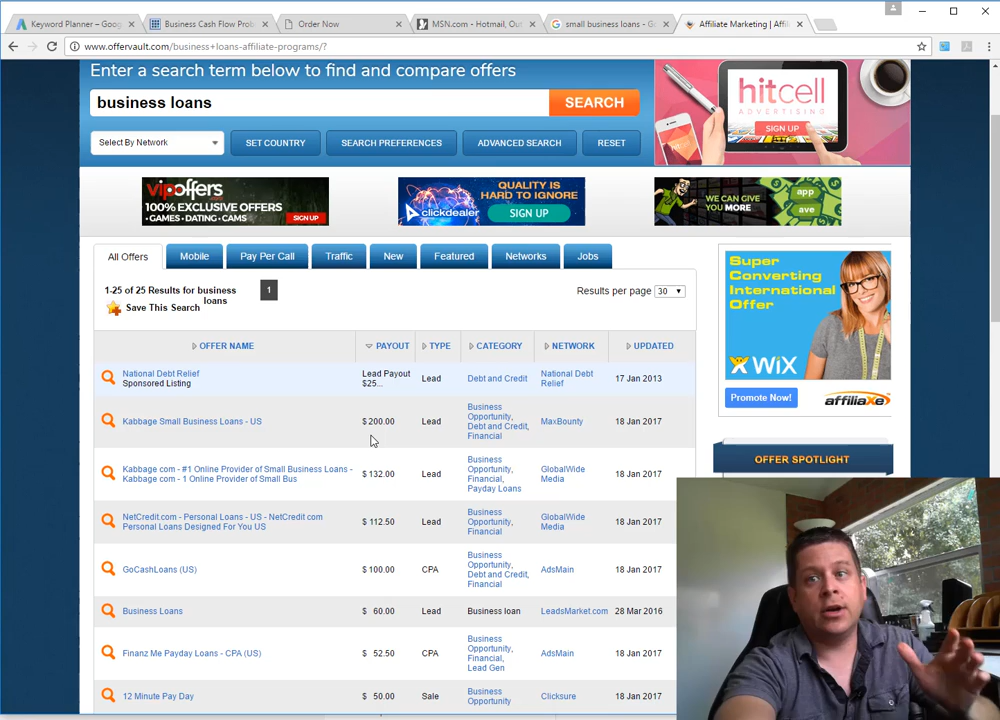 Keyword Planner – Goog
Business Cash Flow Prob
Order Now
MSN.com - Hotmail, Out
small business loans - Go
Affiliate Marketing | Affi
www.offervault.com/business+loans-affiliate-programs/?
Enter a search term below to find and compare offers
business loans
SEARCH
Select By Network
SET COUNTRY
SEARCH PREFERENCES
ADVANCED SEARCH
RESET
hitcell
ADVERTISING
SIGN UP
vipoffers
100% EXCLUSIVE OFFERS
• GAMES • DATING • CAMS
SIGN UP
clickdealer
QUALITY IS
HARD TO IGNORE
SIGN UP
WE CAN GIVE
YOU MORE
app
ave
All Offers
Mobile
Pay Per Call
Traffic
New
Featured
Networks
Jobs
1-25 of 25 Results for business
loans
1
Save This Search
Results per page 30
OFFER NAME PAYOUT TYPE CATEGORY NETWORK UPDATED
National Debt Relief
Sponsored Listing
Lead Payout
$25...
Lead
Debt and Credit
National Debt
Relief
17 Jan 2013
Kabbage Small Business Loans - US
$ 200.00
Lead
Business
Opportunity,
Debt and Credit,
Financial
MaxBounty
18 Jan 2017
Kabbage com - #1 Online Provider of Small Business Loans -
Kabbage com - 1 Online Provider of Small Bus
$ 132.00
Lead
Business
Opportunity,
Financial,
Payday Loans
GlobalWide
Media
18 Jan 2017
NetCredit.com - Personal Loans - US - NetCredit com
Personal Loans Designed For You US
$ 112.50
Lead
Business
Opportunity,
Financial
GlobalWide
Media
18 Jan 2017
GoCashLoans (US)
$ 100.00
CPA
Business
Opportunity,
Debt and Credit,
Financial
AdsMain
18 Jan 2017
Business Loans
$ 60.00
Lead
Business loan
LeadsMarket.com
28 Mar 2016
Finanz Me Payday Loans - CPA (US)
$ 52.50
CPA
Business
Opportunity,
Financial,
Lead Gen
AdsMain
18 Jan 2017
12 Minute Pay Day
$ 50.00
Sale
Business
Opportunity
Clicksure
18 Jan 2017
Super
Converting
International
Offer
WiX
Promote Now!
affiliaXe
OFFER SPOTLIGHT